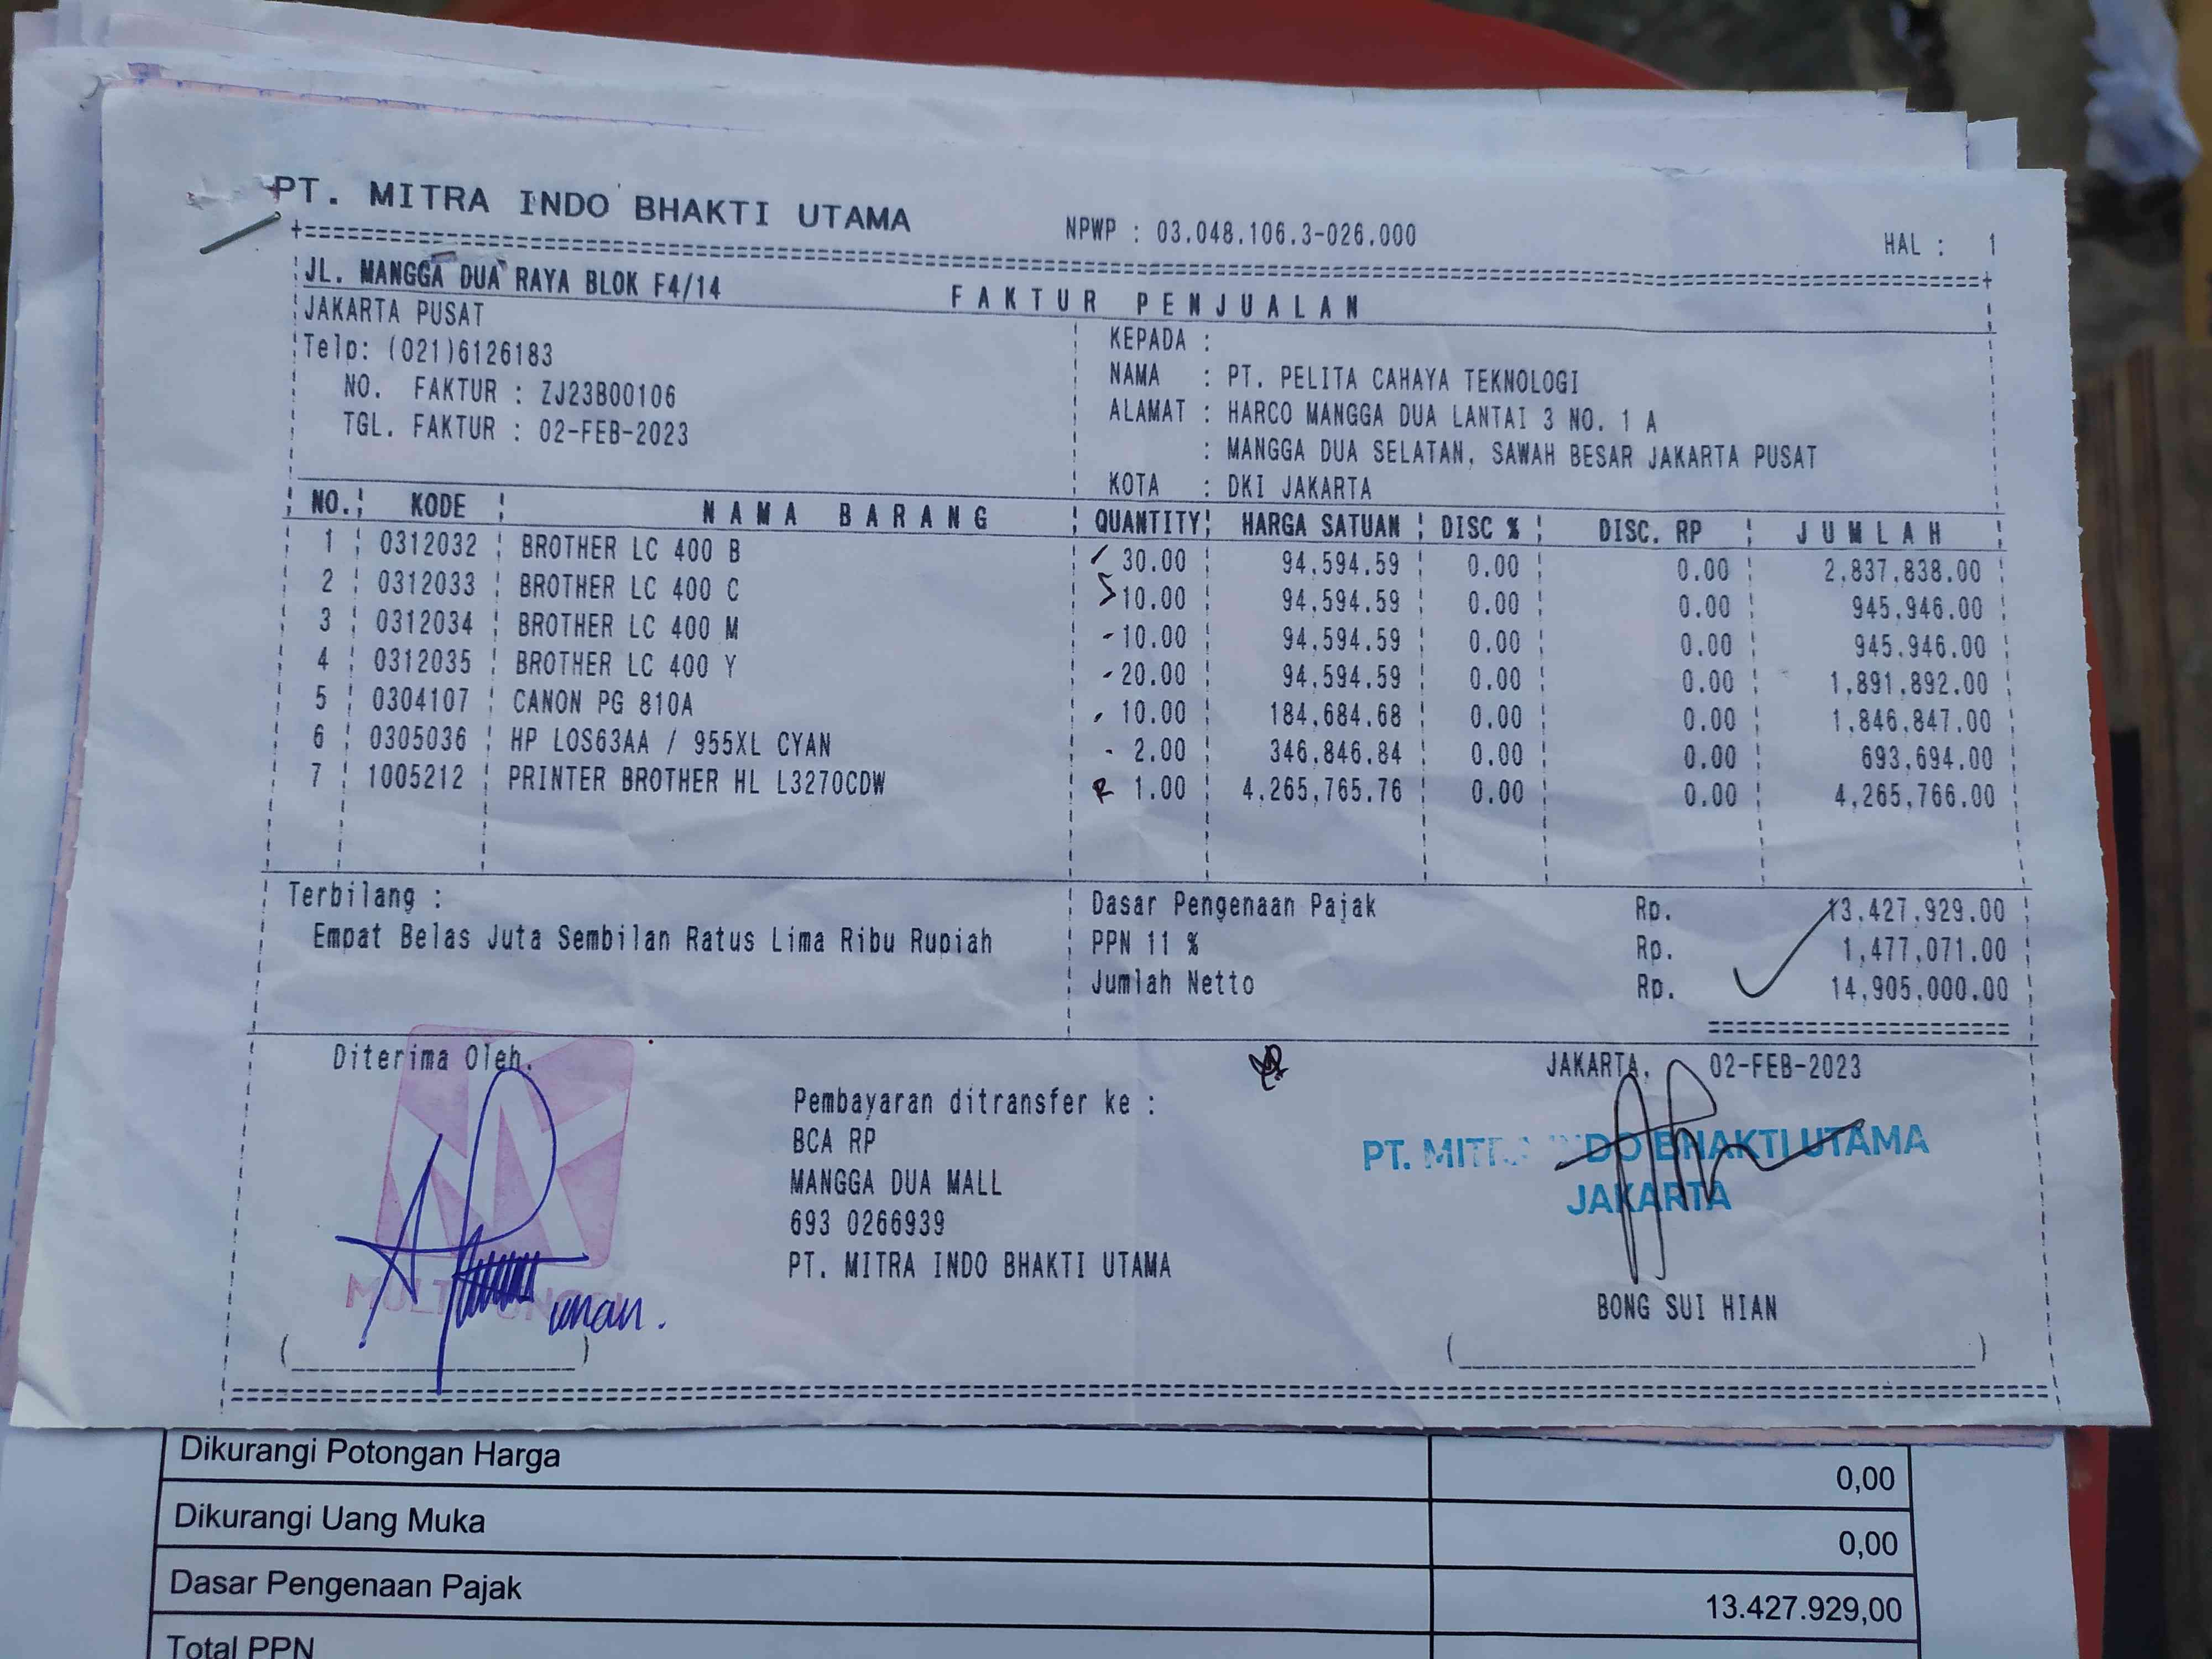 PT. MITRA INDO BHAKTI UTAMA NPWP : 03.048.106.3-026.000 HAL : 1
JL. MANGGA DUA RAYA BLOK F4/14
FAKTUR PENJUALAN
JAKARTA PUSAT
Telp: (021)6126183
NO. FAKTUR : ZJ23B00106
TGL. FAKTUR : 02-FEB-2023
KEPADA :
NAMA : PT. PELITA CAHAYA TEKNOLOGI
ALAMAT : HARCO MANGGA DUA LANTAI 3 NO. 1 A
: MANGGA DUA SELATAN, SAWAH BESAR JAKARTA PUSAT
KOTA : DKI JAKARTA
NO. KODE NAMA BARANG QUANTITY HARGA SATUAN DISC % DISC. RP JUMLAH
1 0312032 BROTHER LC 400 B 30.00 94,594.59 0.00 0.00 2,837,838.00
2 0312033 BROTHER LC 400 C 10.00 94,594.59 0.00 0.00 945,946.00
3 0312034 BROTHER LC 400 M 10.00 94,594.59 0.00 0.00 945,946.00
4 0312035 BROTHER LC 400 Y 20.00 94,594.59 0.00 0.00 1,891,892.00
5 0304107 CANON PG 810A 10.00 184,684.68 0.00 0.00 1,846,847.00
6 0305036 HP LOS63AA / 955XL CYAN 2.00 346,846.84 0.00 0.00 693,694.00
7 1005212 PRINTER BROTHER HL L3270CDW 1.00 4,265,765.76 0.00 0.00 4,265,766.00
Terbilang :
Empat Belas Juta Sembilan Ratus Lima Ribu Rupiah
Dasar Pengenaan Pajak Rp. 13,427,929.00
PPN 11 % Rp. 1,477,071.00
Jumlah Netto Rp. 14,905,000.00
Diterima Oleh,
Pembayaran ditransfer ke :
BCA RP
MANGGA DUA MALL
693 0266939
PT. MITRA INDO BHAKTI UTAMA
JAKARTA, 02-FEB-2023
PT. MITRA INDO BHAKTI UTAMA
JAKARTA
BONG SUI HIAN
Dikurangi Potongan Harga 0,00
Dikurangi Uang Muka 0,00
Dasar Pengenaan Pajak 13.427.929,00
Total PPN